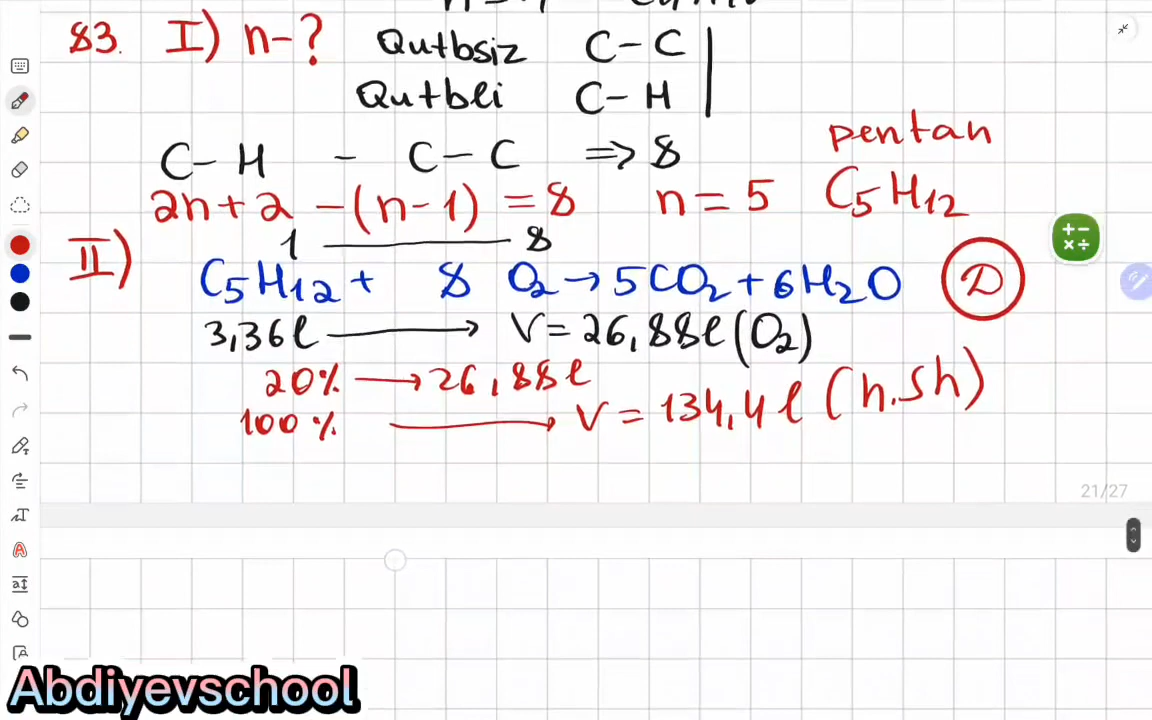 83. I) n-?
Qutbsiz C-C
Qutbli C-H
C-H - C-C => 8
pentan
2n+2 -(n-1) = 8 n = 5 C5H12
II) 1 8
C5H12 + 8 O2 → 5CO2 + 6H2O D
3,36l → V = 26,88l (O2)
20% → 26,88l
100% → V = 134,4 l (n.sh)
21/27
Abdiyevschool